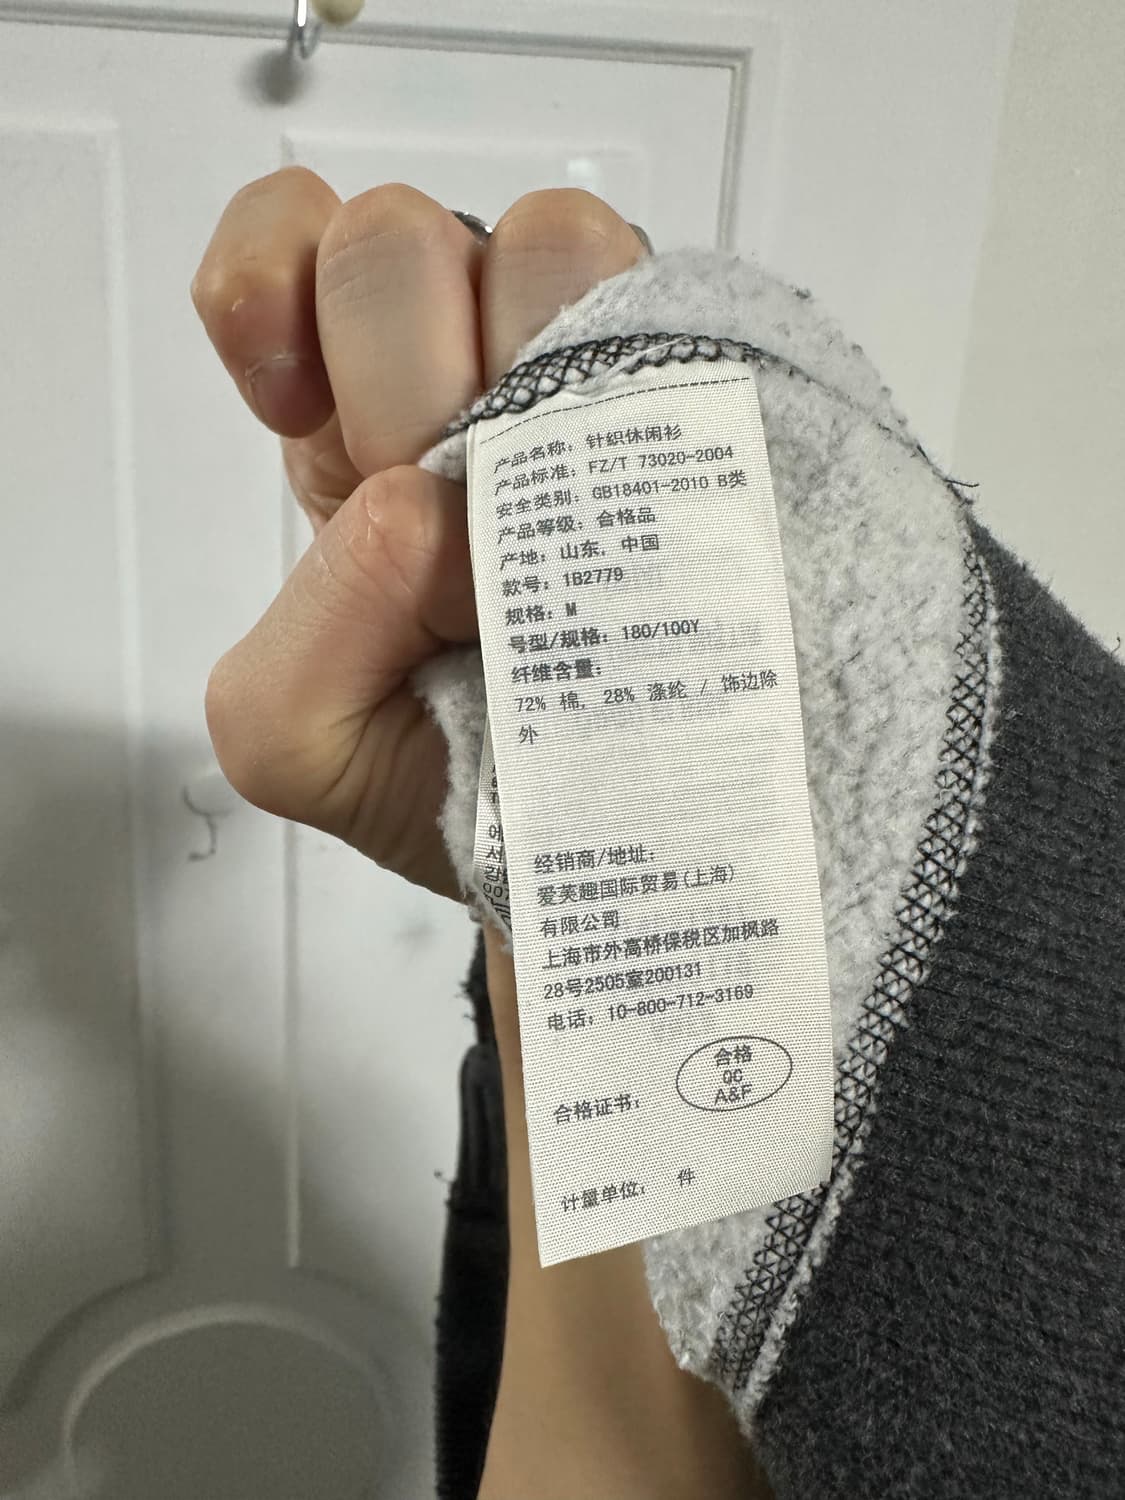 产品名称: 针织休闲衫
产品标准: FZ/T 73020-2004
安全类别: GB18401-2010 B类
产品等级: 合格品
产地: 山东, 中国
款号: 1B2779
规格: M
号型/规格: 180/100Y
纤维含量:
72% 棉, 28% 涤纶 / 饰边除
外
经销商/地址:
爱芙趣国际贸易(上海)
有限公司
上海市外高桥保税区加枫路
28号2505室200131
电话: 10-800-712-3169
合格证书:
合格
QC
A&F
计量单位: 件